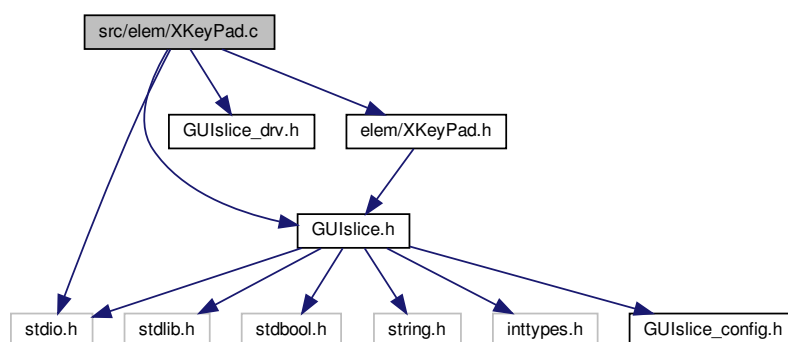 src/elem/XKeyPad.c
GUIslice_drv.h
elem/XKeyPad.h
GUIslice.h
stdio.h
stdlib.h
stdbool.h
string.h
inttypes.h
GUIslice_config.h